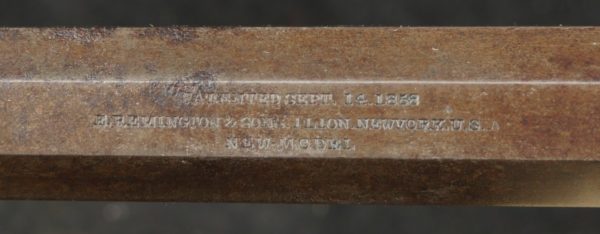 PATENTED SEPT. 14. 1858
E. REMINGTON & SONS. ILION. NEWYORK. U.S.A
NEW-MODEL